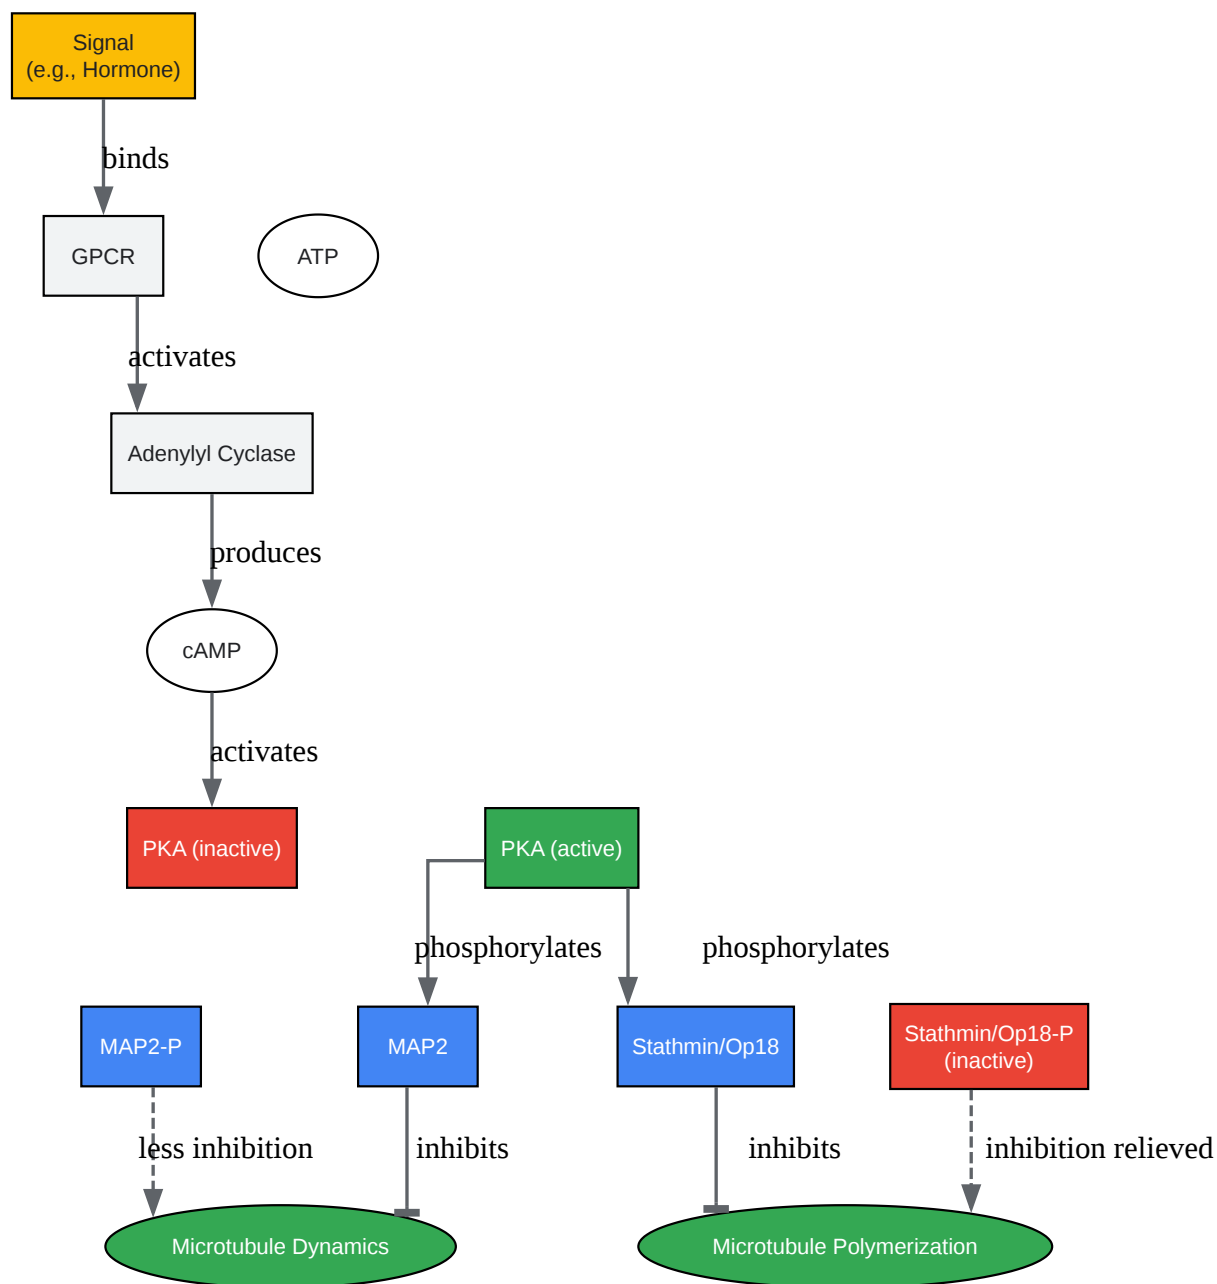 Signal
(e.g., Hormone)
binds
GPCR
ATP
activates
Adenylyl Cyclase
produces
cAMP
activates
PKA (inactive)
PKA (active)
phosphorylates
phosphorylates
MAP2-P
MAP2
Stathmin/Op18
Stathmin/Op18-P
(inactive)
less inhibition
inhibits
inhibits
inhibition relieved
Microtubule Dynamics
Microtubule Polymerization